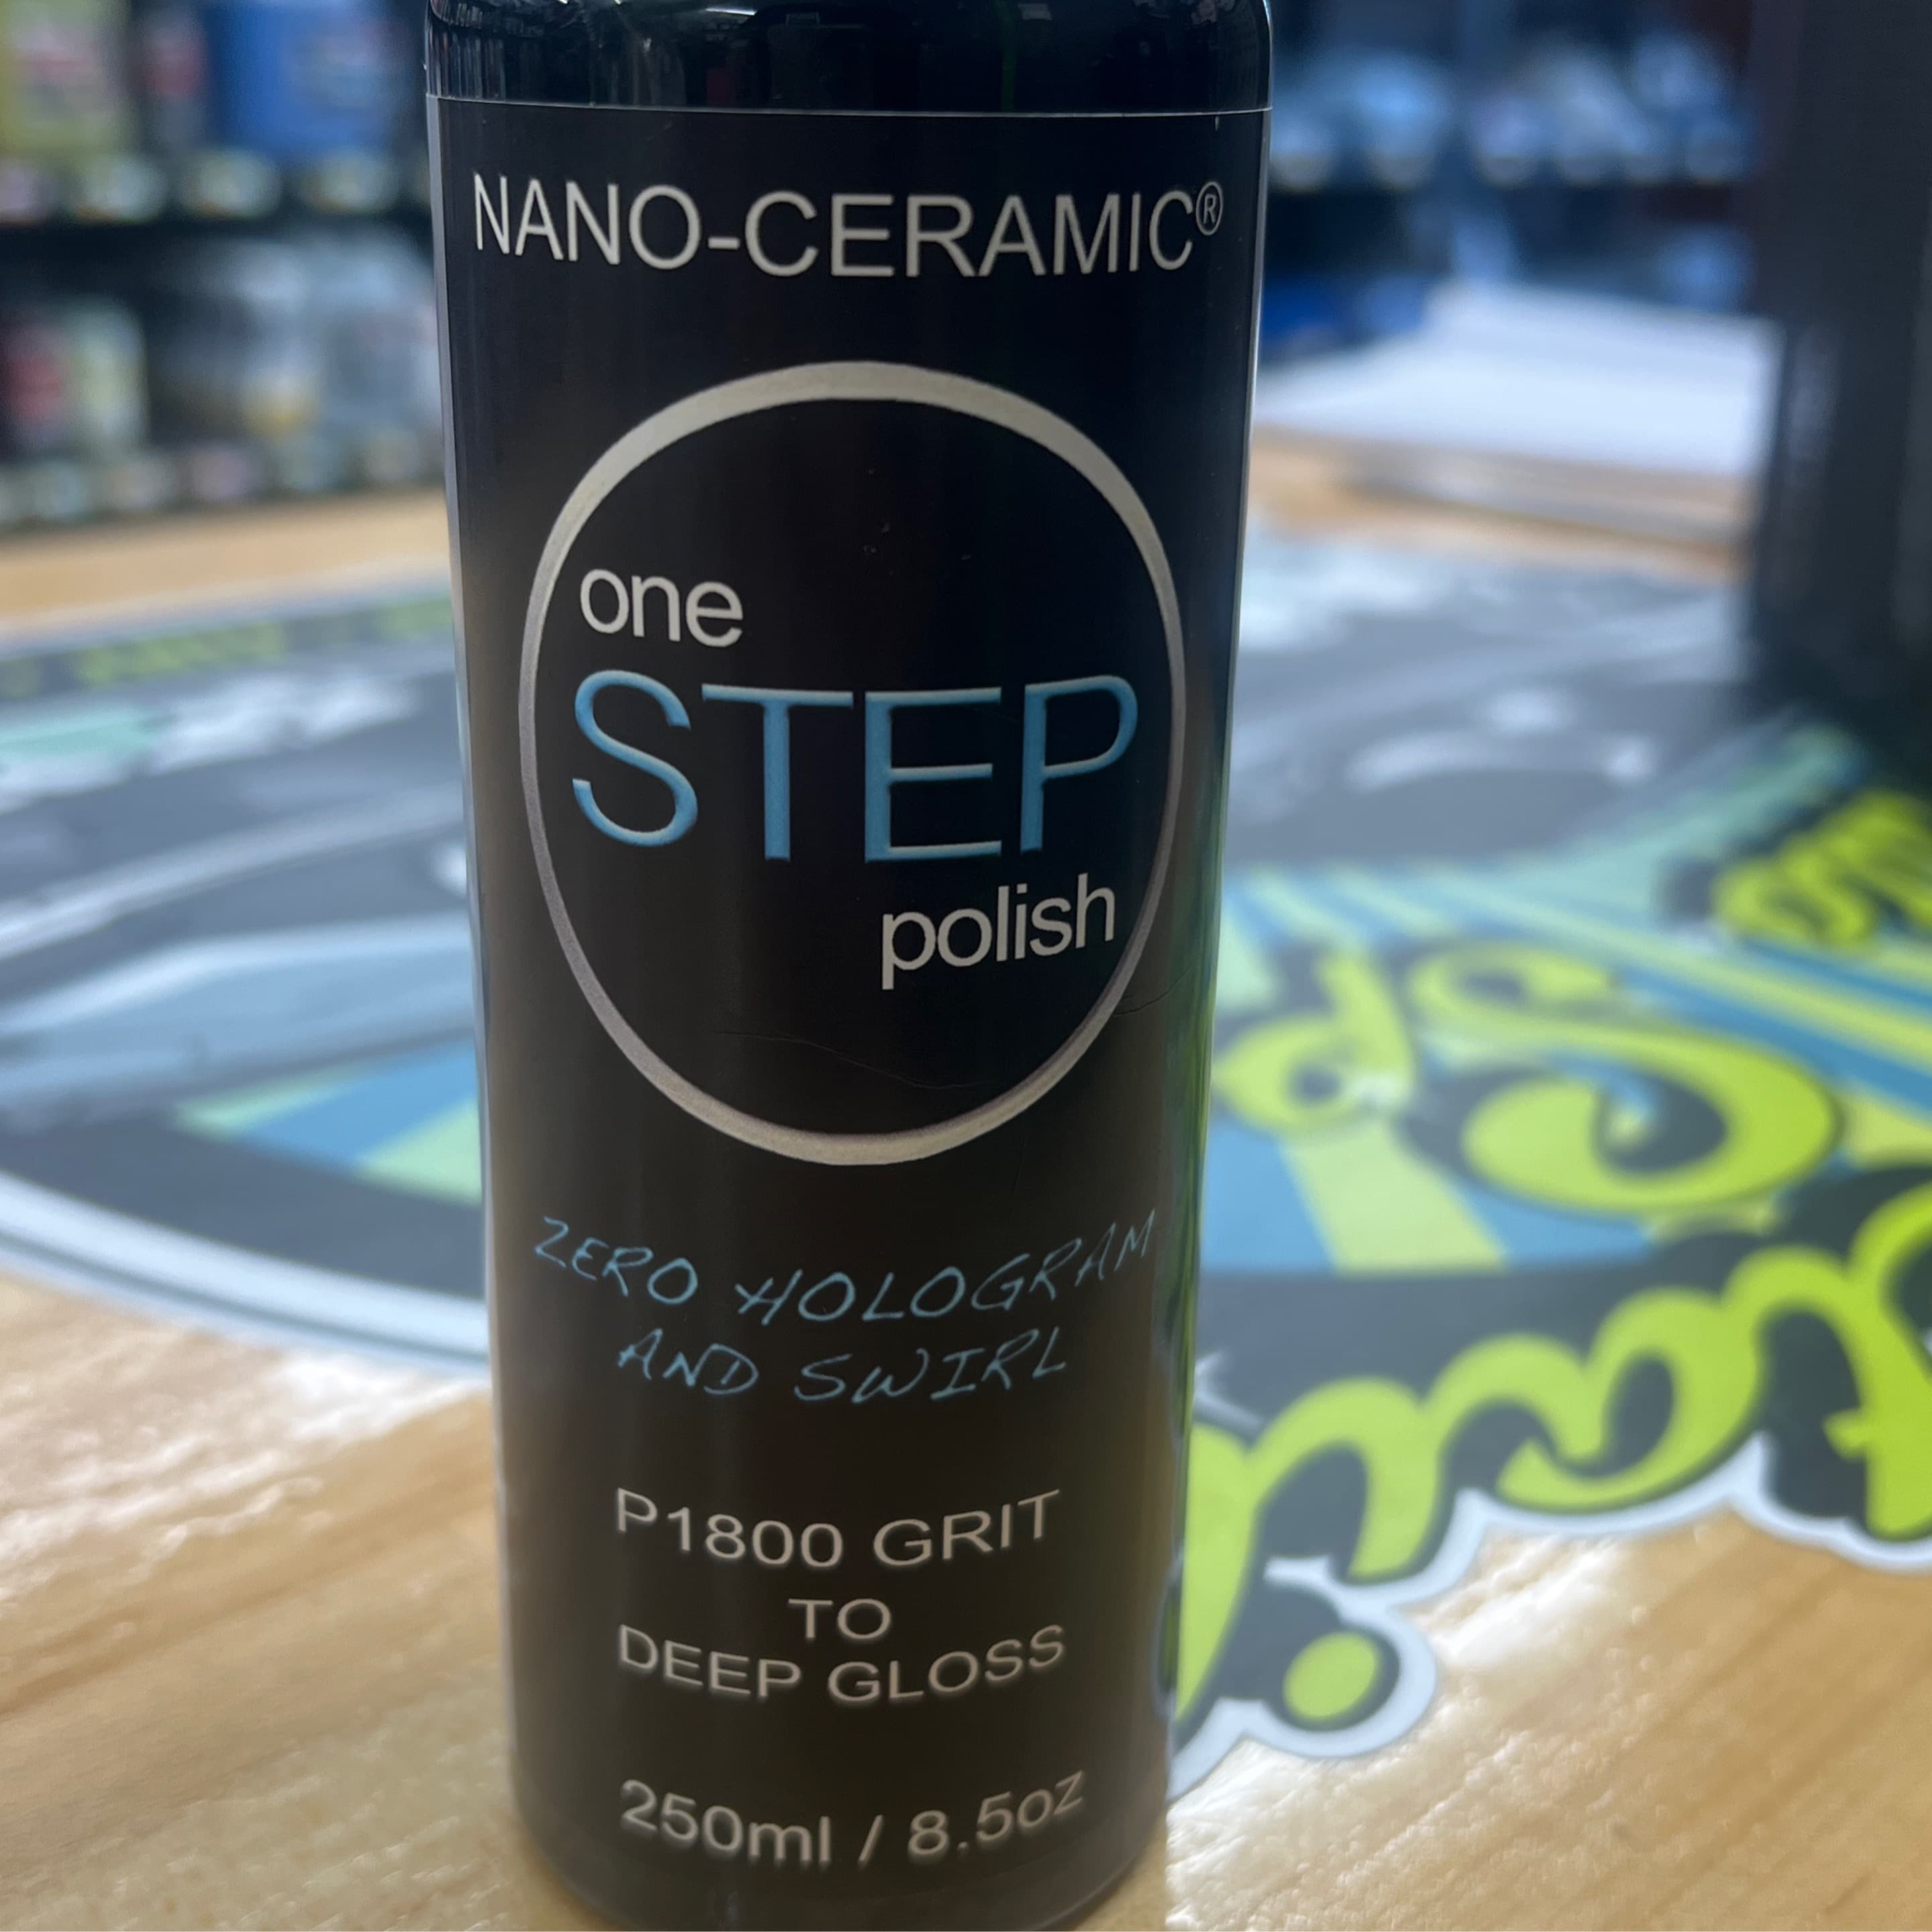 NANO-CERAMIC®
one
STEP
polish
ZERO HOLOGRAM
AND SWIRL
P1800 GRIT
TO
DEEP GLOSS
250ml / 8.5oz